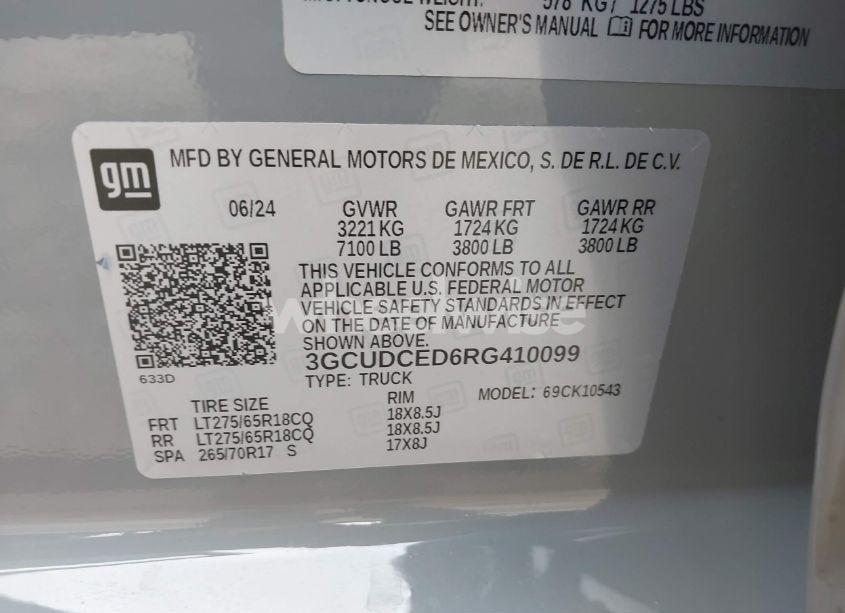 578 KG / 1275 LBS
SEE OWNER'S MANUAL FOR MORE INFORMATION
gm
MFD BY GENERAL MOTORS DE MEXICO, S. DE R.L. DE C.V.
06/24 GVWR GAWR FRT GAWR RR
3221 KG 1724 KG 1724 KG
7100 LB 3800 LB 3800 LB
THIS VEHICLE CONFORMS TO ALL
APPLICABLE U.S. FEDERAL MOTOR
VEHICLE SAFETY STANDARDS IN EFFECT
ON THE DATE OF MANUFACTURE
SHOWN ABOVE.
3GCUDCED6RG410099
633D
TYPE: TRUCK
MODEL: 69CK10543
TIRE SIZE RIM
FRT LT275/65R18CQ 18X8.5J
RR LT275/65R18CQ 18X8.5J
SPA 265/70R17 S 17X8J